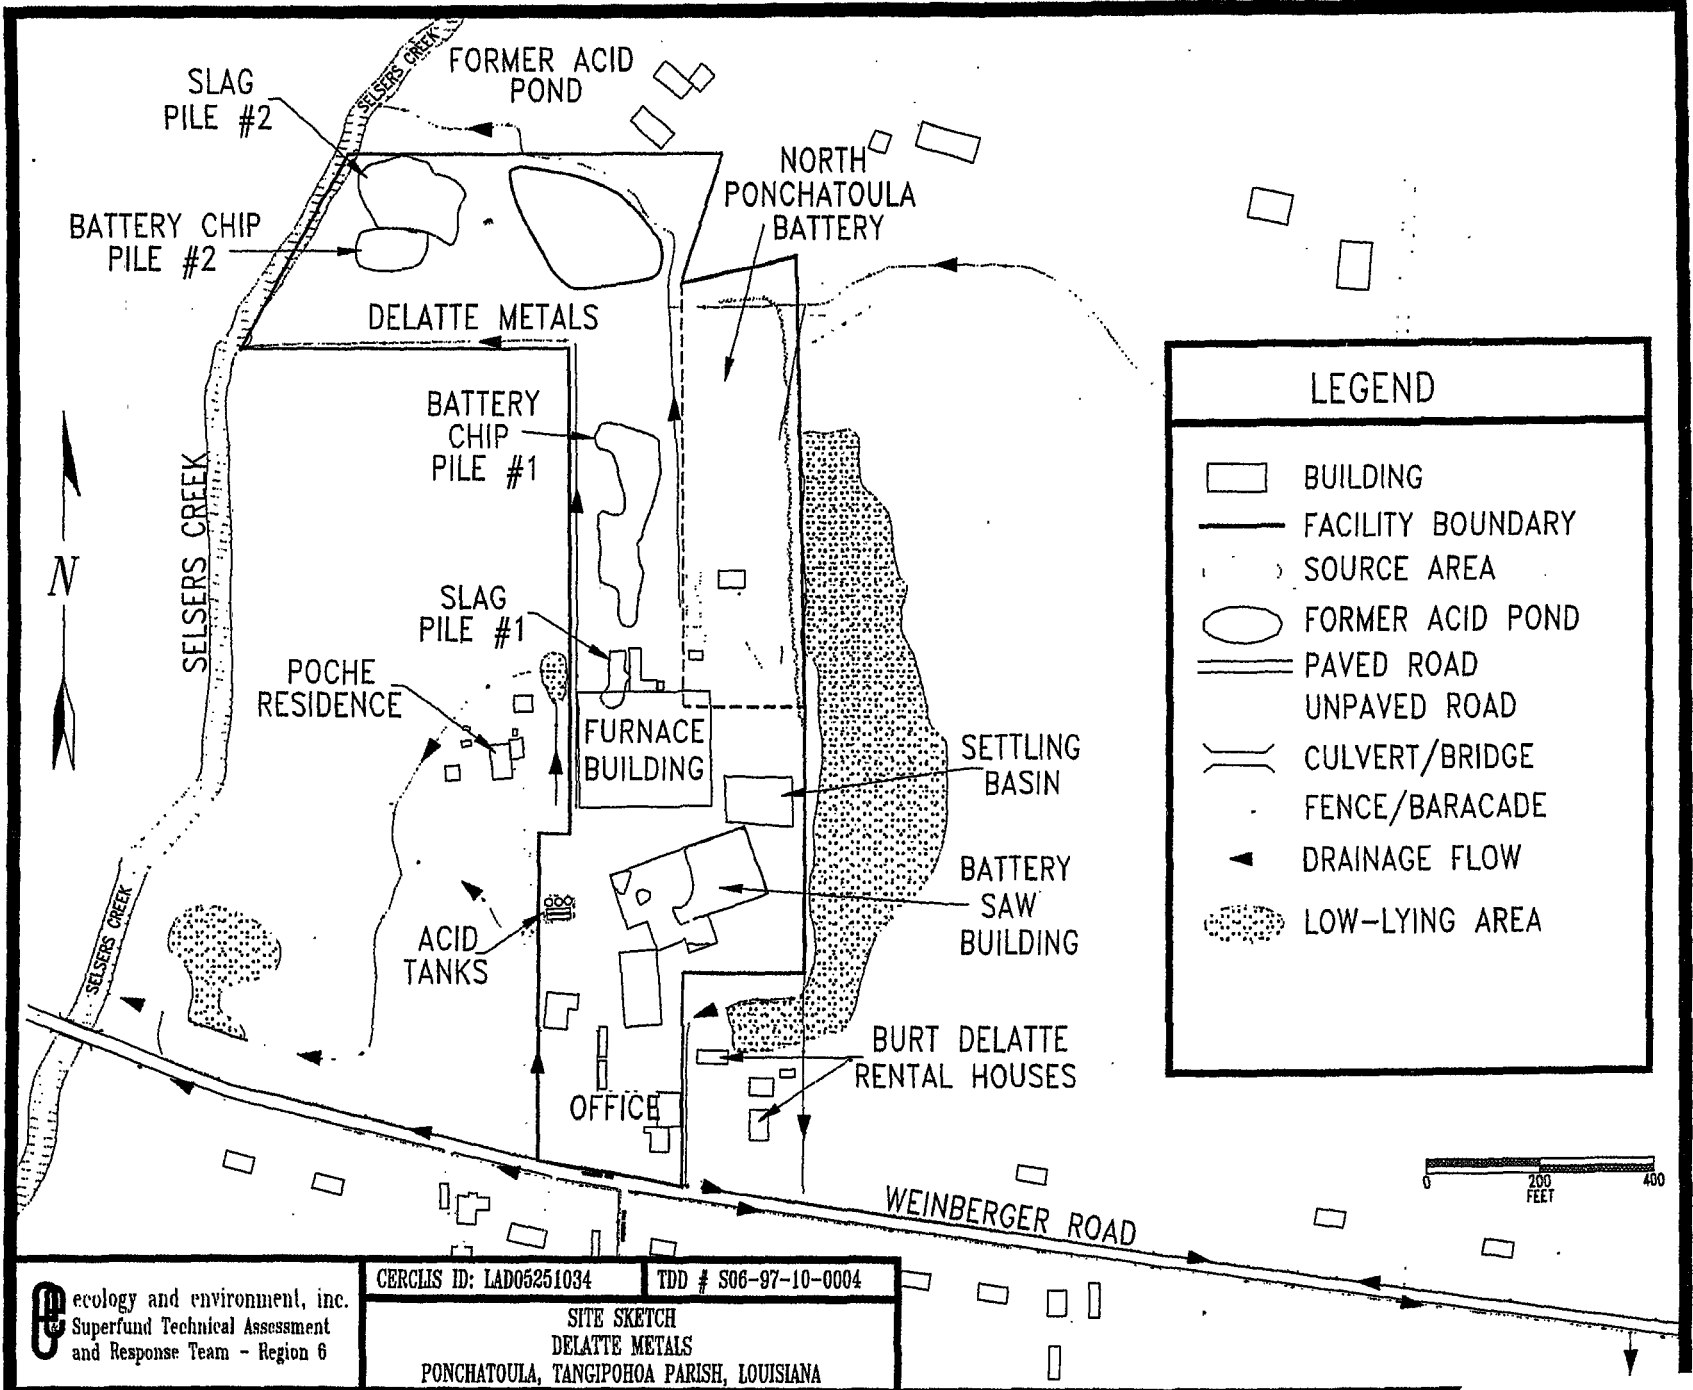 SELSERS CREEK
FORMER ACID
POND
SLAG
PILE #2
NORTH
PONCHATOULA
BATTERY
BATTERY CHIP
PILE #2
DELATTE METALS
BATTERY
CHIP
PILE #1
SELSERS CREEK
N
SLAG
PILE #1
POCHE
RESIDENCE
FURNACE
BUILDING
SETTLING
BASIN
BATTERY
SAW
BUILDING
SELSERS CREEK
ACID
TANKS
BURT DELATTE
RENTAL HOUSES
OFFICE
WEINBERGER ROAD
LEGEND
BUILDING
FACILITY BOUNDARY
SOURCE AREA
FORMER ACID POND
PAVED ROAD
UNPAVED ROAD
CULVERT/BRIDGE
FENCE/BARACADE
DRAINAGE FLOW
LOW-LYING AREA
0 200 400
FEET
ecology and environment, inc.
Superfund Technical Assessment
and Response Team - Region 6
CERCLIS ID: LAD05251034
TDD # S06-97-10-0004
SITE SKETCH
DELATTE METALS
PONCHATOULA, TANGIPOHOA PARISH, LOUISIANA